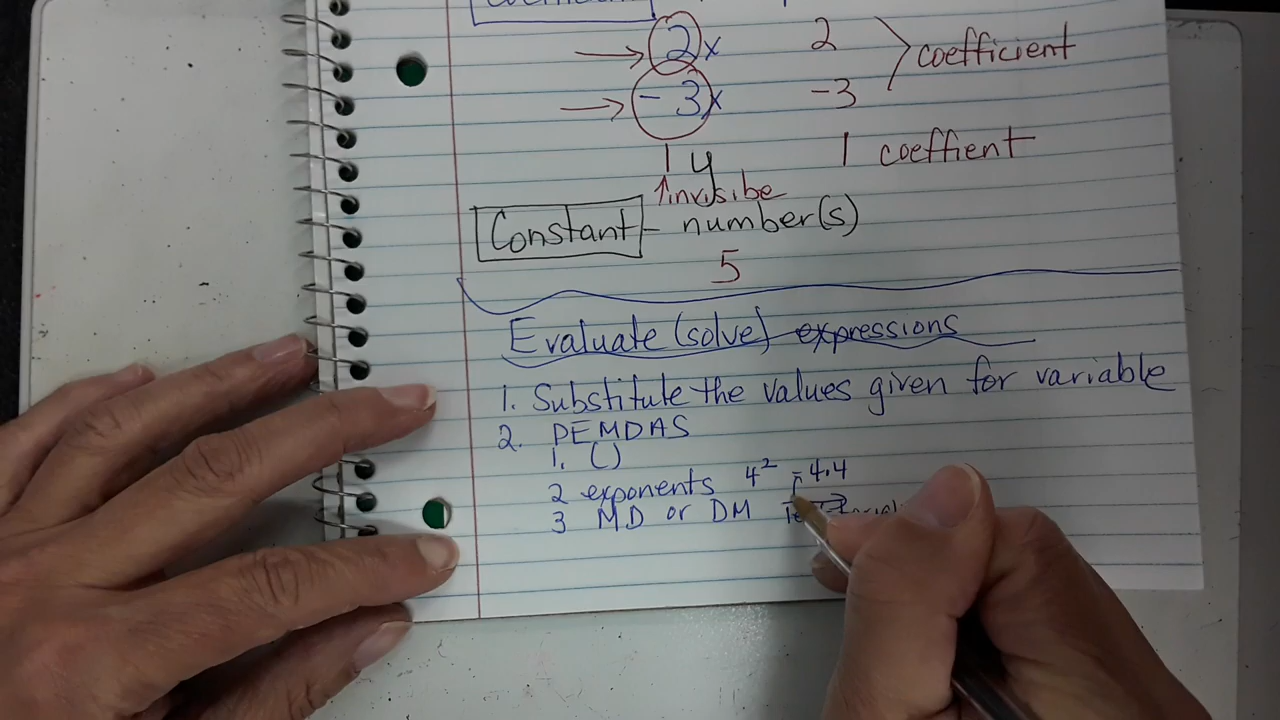 2x 2
coefficient
-3x -3
1y 1 coeffient
↑invisibe
Constant - number(s)
5
Evaluate (solve) expressions
1. Substitute the values given for variable
2. PEMDAS
1. ()
2 exponents 4² = 4.4
3 MD or DM